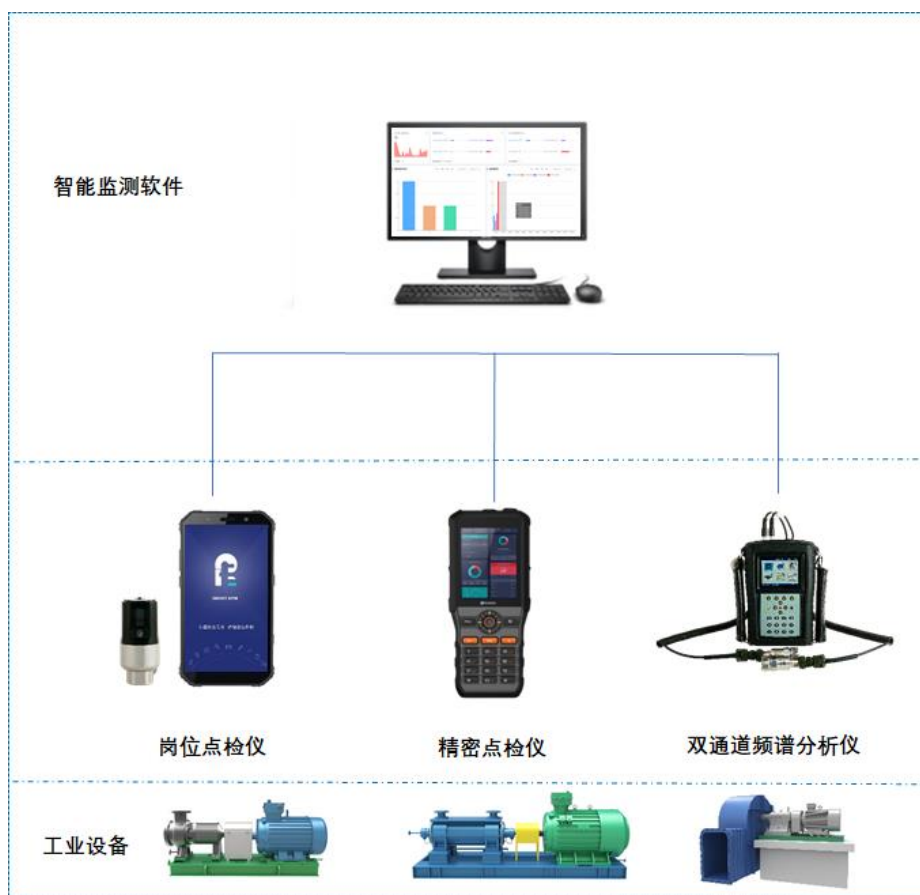 智能监测软件
岗位点检仪
精密点检仪
双通道频谱分析仪
工业设备